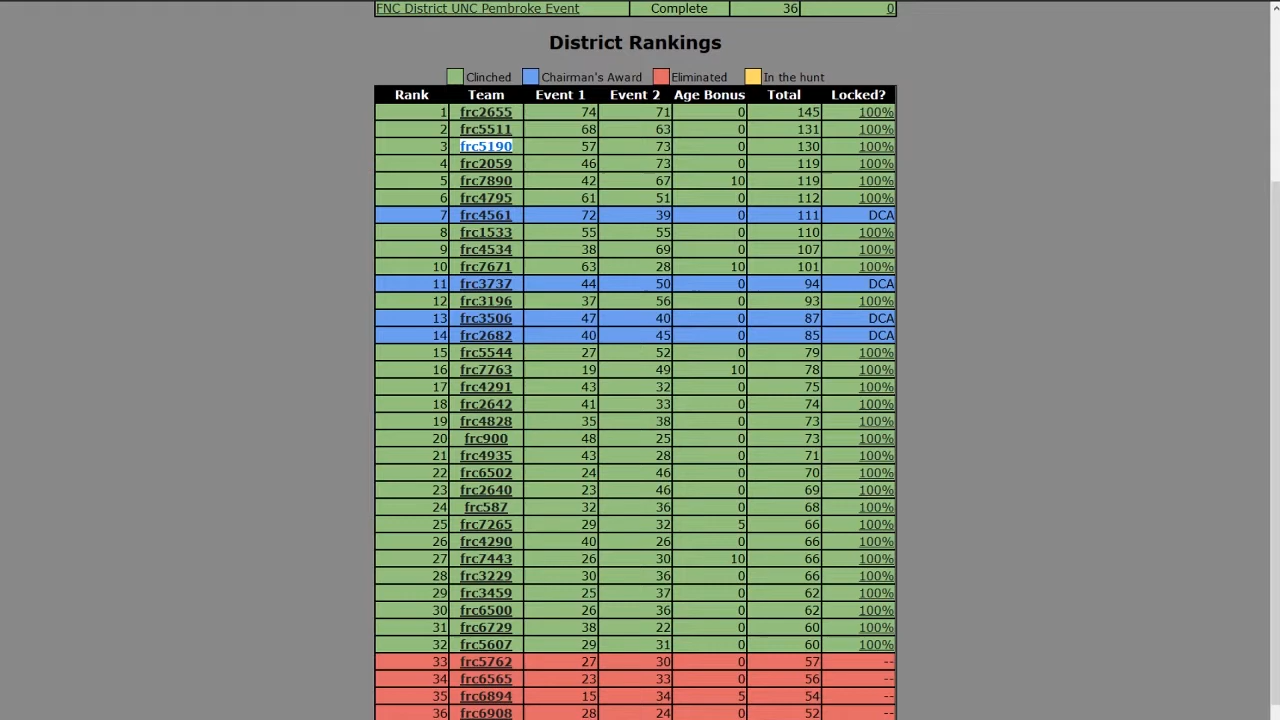 FNC District UNC Pembroke Event Complete 36 0
District Rankings
Clinched Chairman's Award Eliminated In the hunt
Rank Team Event 1 Event 2 Age Bonus Total Locked?
1 frc2655 74 71 0 145 100%
2 frc5511 68 63 0 131 100%
3 frc5190 57 73 0 130 100%
4 frc2059 46 73 0 119 100%
5 frc7890 42 67 10 119 100%
6 frc4795 61 51 0 112 100%
7 frc4561 72 39 0 111 DCA
8 frc1533 55 55 0 110 100%
9 frc4534 38 69 0 107 100%
10 frc7671 63 28 10 101 100%
11 frc3737 44 50 0 94 DCA
12 frc3196 37 56 0 93 100%
13 frc3506 47 40 0 87 DCA
14 frc2682 40 45 0 85 DCA
15 frc5544 27 52 0 79 100%
16 frc7763 19 49 10 78 100%
17 frc4291 43 32 0 75 100%
18 frc2642 41 33 0 74 100%
19 frc4828 35 38 0 73 100%
20 frc900 48 25 0 73 100%
21 frc4935 43 28 0 71 100%
22 frc6502 24 46 0 70 100%
23 frc2640 23 46 0 69 100%
24 frc587 32 36 0 68 100%
25 frc7265 29 32 5 66 100%
26 frc4290 40 26 0 66 100%
27 frc7443 26 30 10 66 100%
28 frc3229 30 36 0 66 100%
29 frc3459 25 37 0 62 100%
30 frc6500 26 36 0 62 100%
31 frc6729 38 22 0 60 100%
32 frc5607 29 31 0 60 100%
33 frc5762 27 30 0 57 --
34 frc6565 23 33 0 56 --
35 frc6894 15 34 5 54 --
36 frc6908 28 24 0 52 --